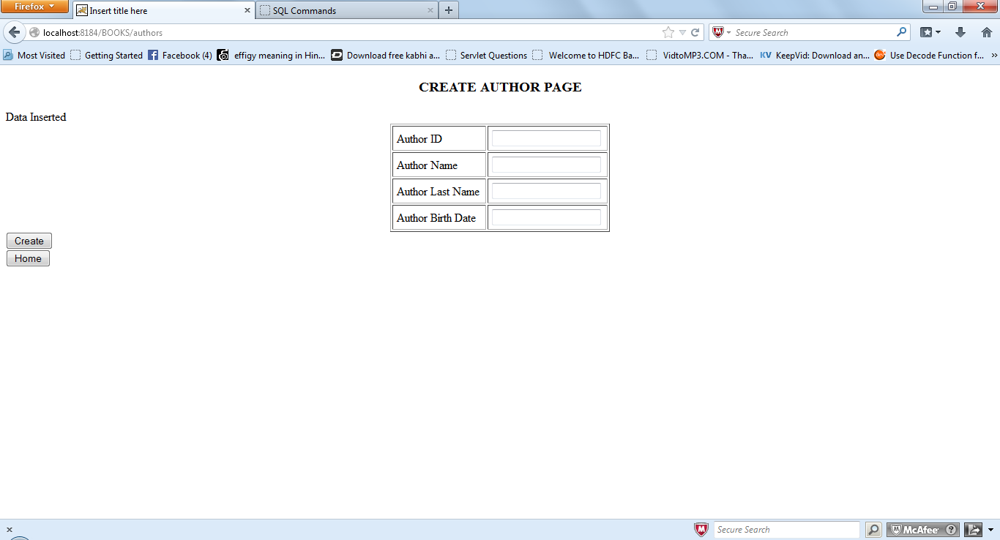 Firefox
Insert title here
SQL Commands
localhost:8184/BOOKS/authors
Secure Search
Most Visited Getting Started Facebook (4) effigy meaning in Hin... Download free kabhi a... Servlet Questions Welcome to HDFC Ba... VidtoMP3.COM - Tha... KV KeepVid: Download an... dev Use Decode Function f... »
CREATE AUTHOR PAGE
Data Inserted
Author ID
Author Name
Author Last Name
Author Birth Date
Create
Home
Secure Search McAfee ?